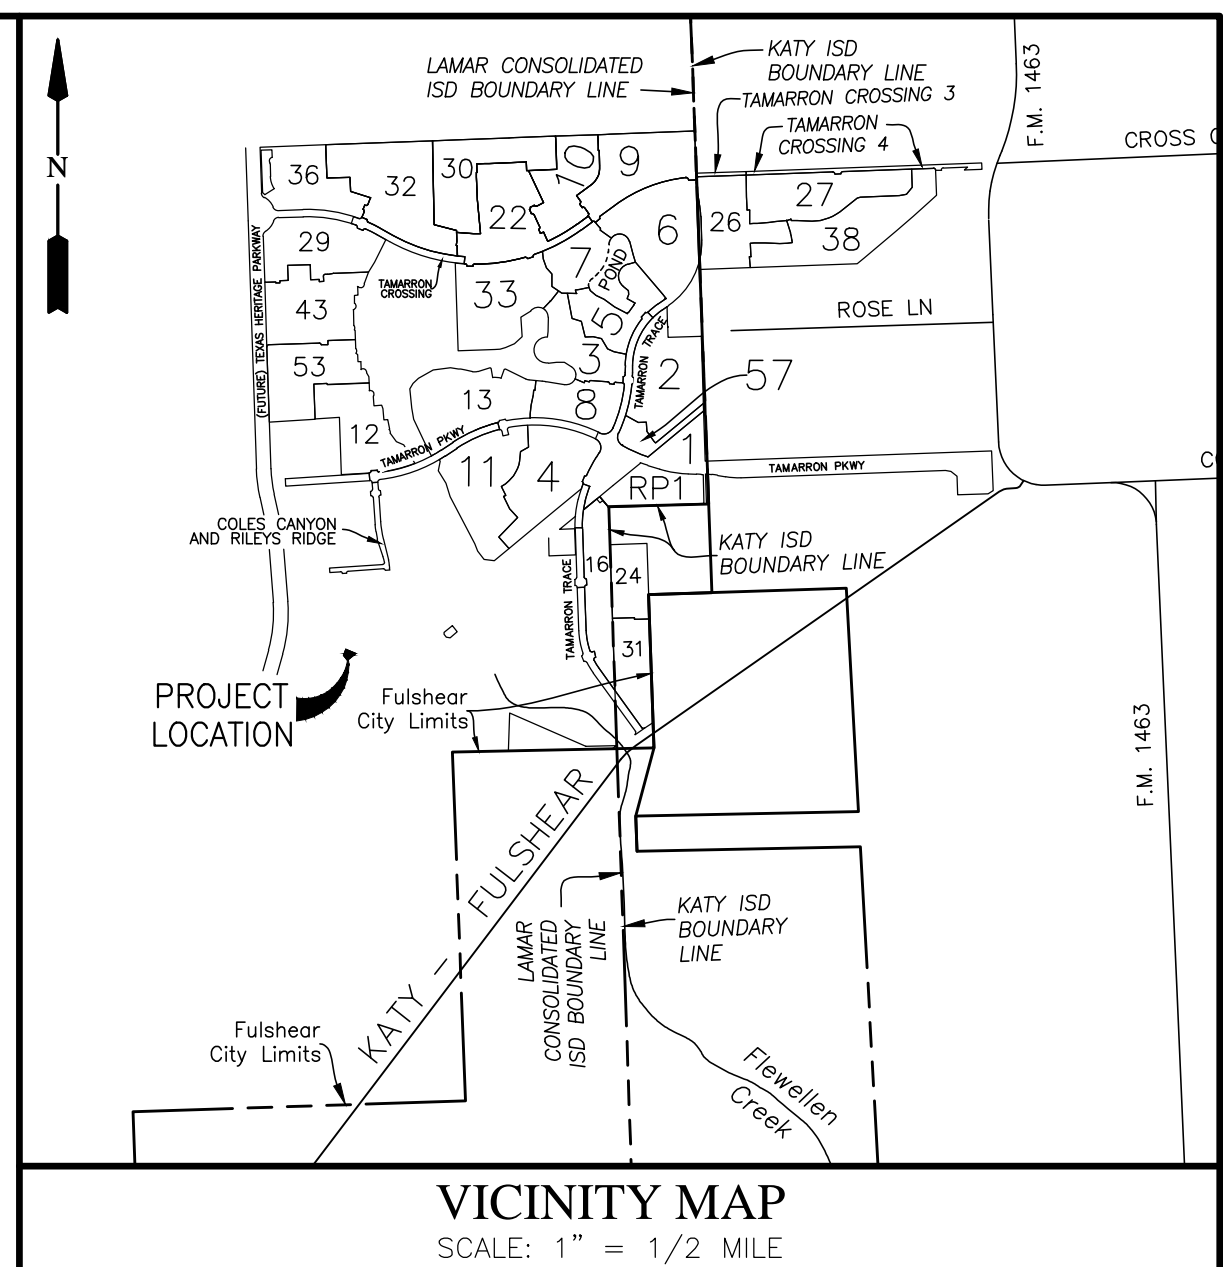 LAMAR CONSOLIDATED
ISD BOUNDARY LINE
KATY ISD
BOUNDARY LINE
TAMARRON CROSSING 3
TAMARRON
CROSSING 4
F.M. 1463
CROSS
N
36
32
30
10
9
22
29
TAMARRON
CROSSING
33
7
POND
6
26
27
38
(FUTURE) TEXAS HERITAGE PARKWAY
43
5
ROSE LN
53
3
TAMARRON TRACE
2
57
13
8
12
TAMARRON PKWY
11
4
1
RP1
TAMARRON PKWY
COLES CANYON
AND RILEYS RIDGE
KATY ISD
BOUNDARY LINE
16
24
TAMARRON TRACE
31
PROJECT
LOCATION
Fulshear
City Limits
F.M. 1463
KATY - FULSHEAR
LAMAR
CONSOLIDATED
ISD BOUNDARY
LINE
KATY ISD
BOUNDARY
LINE
Fulshear
City Limits
Flewellen
Creek
VICINITY MAP
SCALE: 1" = 1/2 MILE